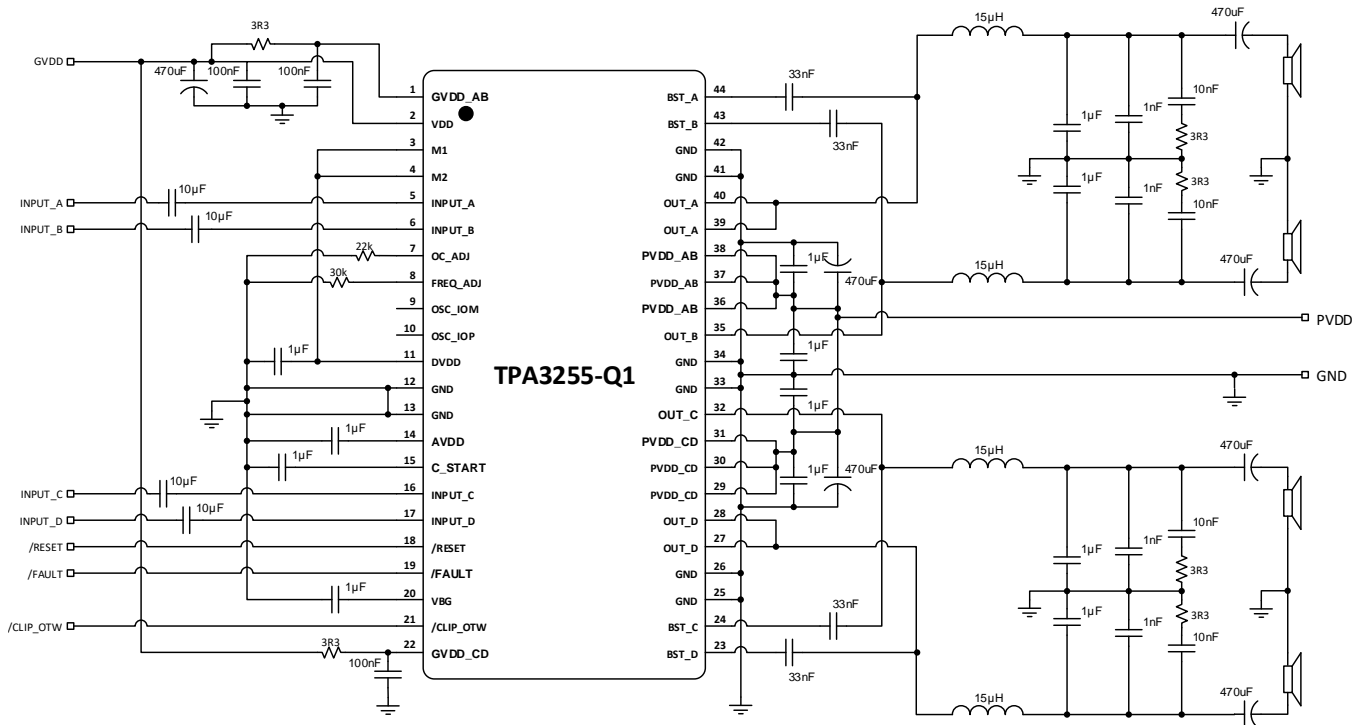 3R3
GVDD
470uF
100nF
100nF
1 GVDD_AB
2 VDD
3 M1
4 M2
INPUT_A
10µF
5 INPUT_A
INPUT_B
10µF
6 INPUT_B
22k
7 OC_ADJ
30k
8 FREQ_ADJ
9 OSC_IOM
10 OSC_IOP
1µF
11 DVDD
12 GND
13 GND
1µF
14 AVDD
1µF
15 C_START
INPUT_C
10µF
16 INPUT_C
INPUT_D
10µF
17 INPUT_D
/RESET
18 /RESET
/FAULT
19 /FAULT
1µF
20 VBG
/CLIP_OTW
21 /CLIP_OTW
3R3
100nF
22 GVDD_CD
TPA3255-Q1
BST_A 44
33nF
BST_B 43
33nF
GND 42
GND 41
OUT_A 40
OUT_A 39
PVDD_AB 38
PVDD_AB 37
PVDD_AB 36
OUT_B 35
GND 34
GND 33
OUT_C 32
PVDD_CD 31
PVDD_CD 30
PVDD_CD 29
OUT_D 28
OUT_D 27
GND 26
GND 25
BST_C 24
33nF
BST_D 23
33nF
1µF
470uF
1µF
1µF
1µF
470uF
15µH
470uF
1µF
1nF
10nF
3R3
1µF
1nF
3R3
10nF
15µH
470uF
PVDD
GND
15µH
470uF
1µF
1nF
10nF
3R3
1µF
1nF
3R3
10nF
15µH
470uF